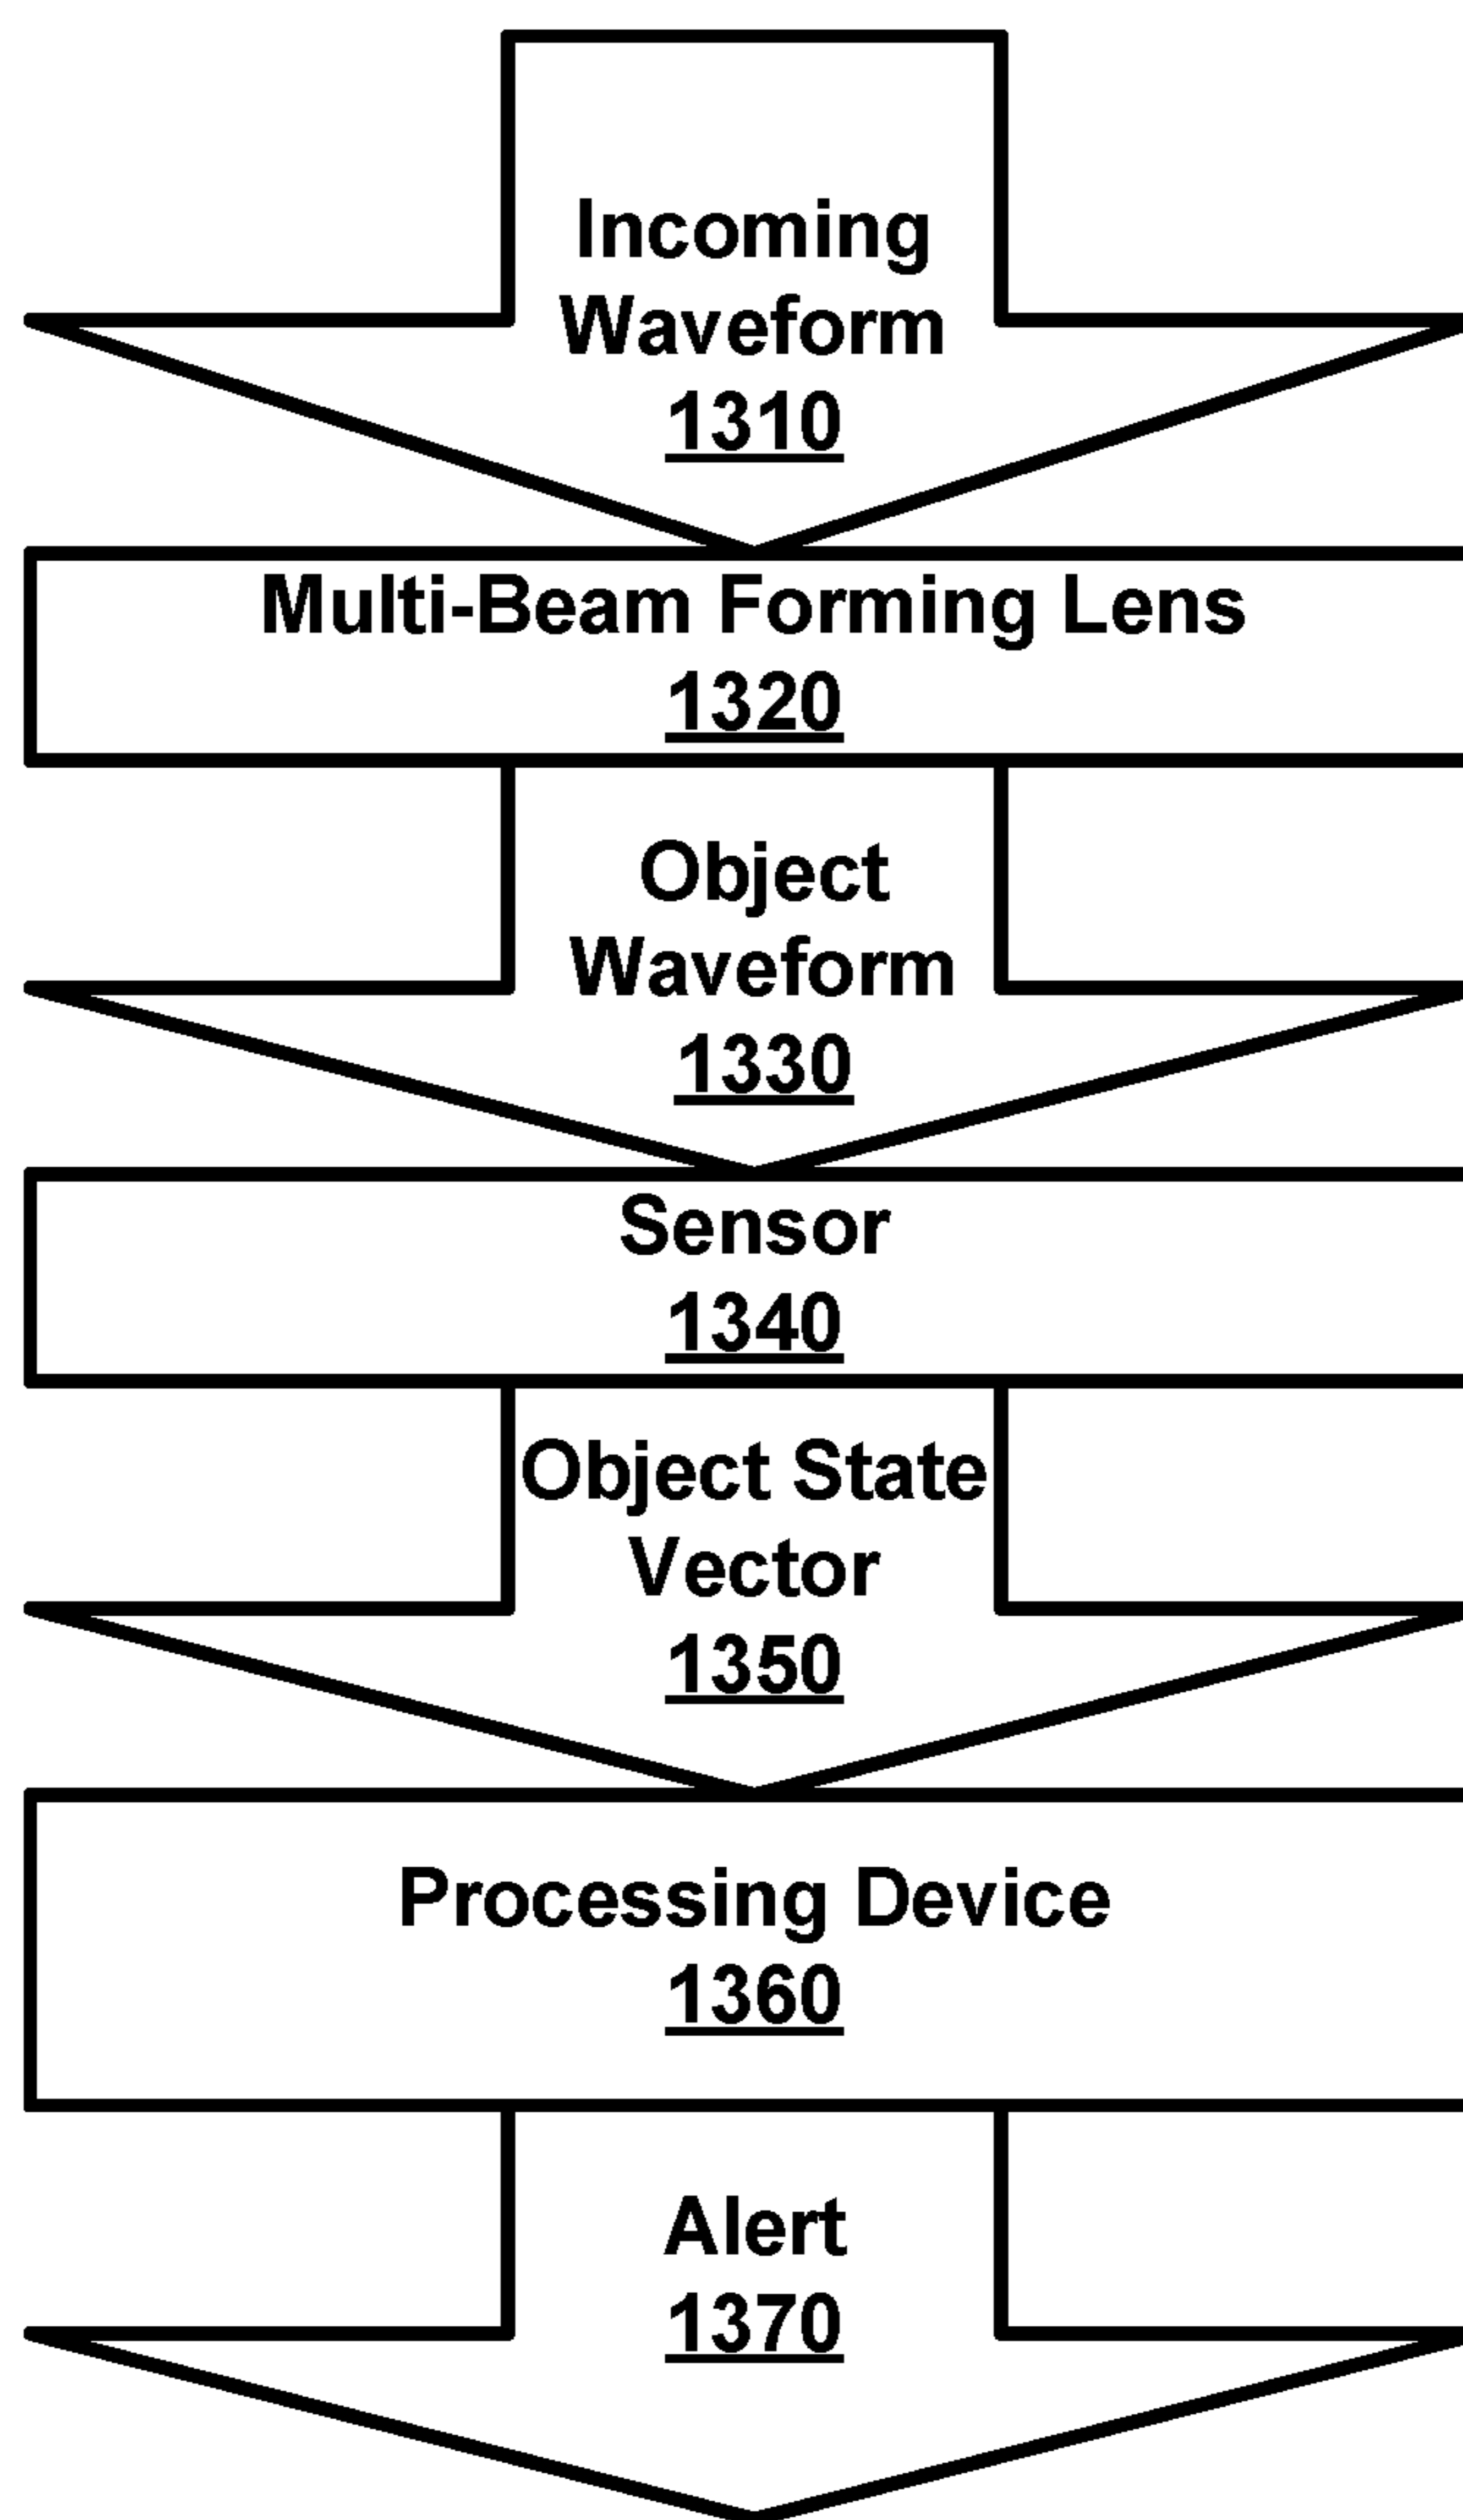 Incoming
Waveform
1310
Multi-Beam Forming Lens
1320
Object
Waveform
1330
Sensor
1340
Object State
Vector
1350
Processing Device
1360
Alert
1370